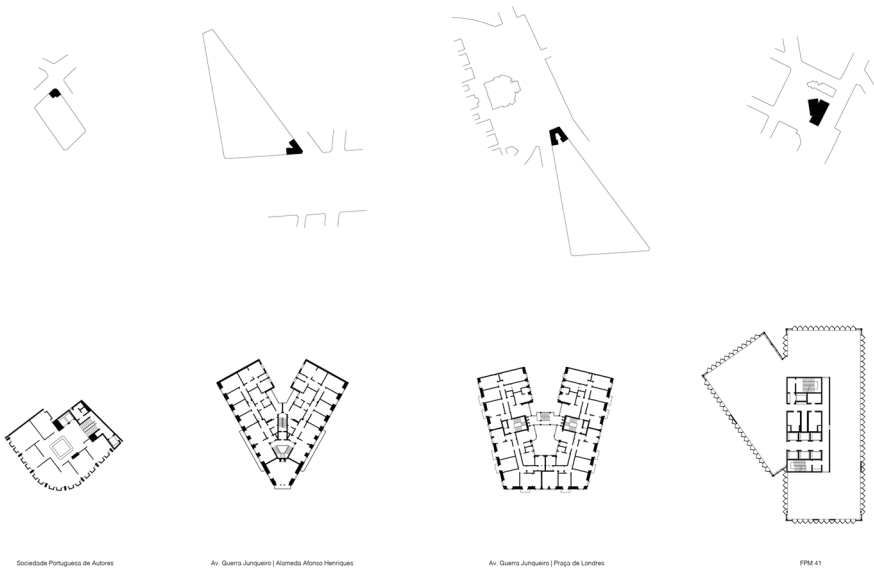 Sociedade Portuguesa de Autores
Av. Guerra Junqueiro | Alameda Afonso Henriques
Av. Guerra Junqueiro | Praça de Londres
FPM 41